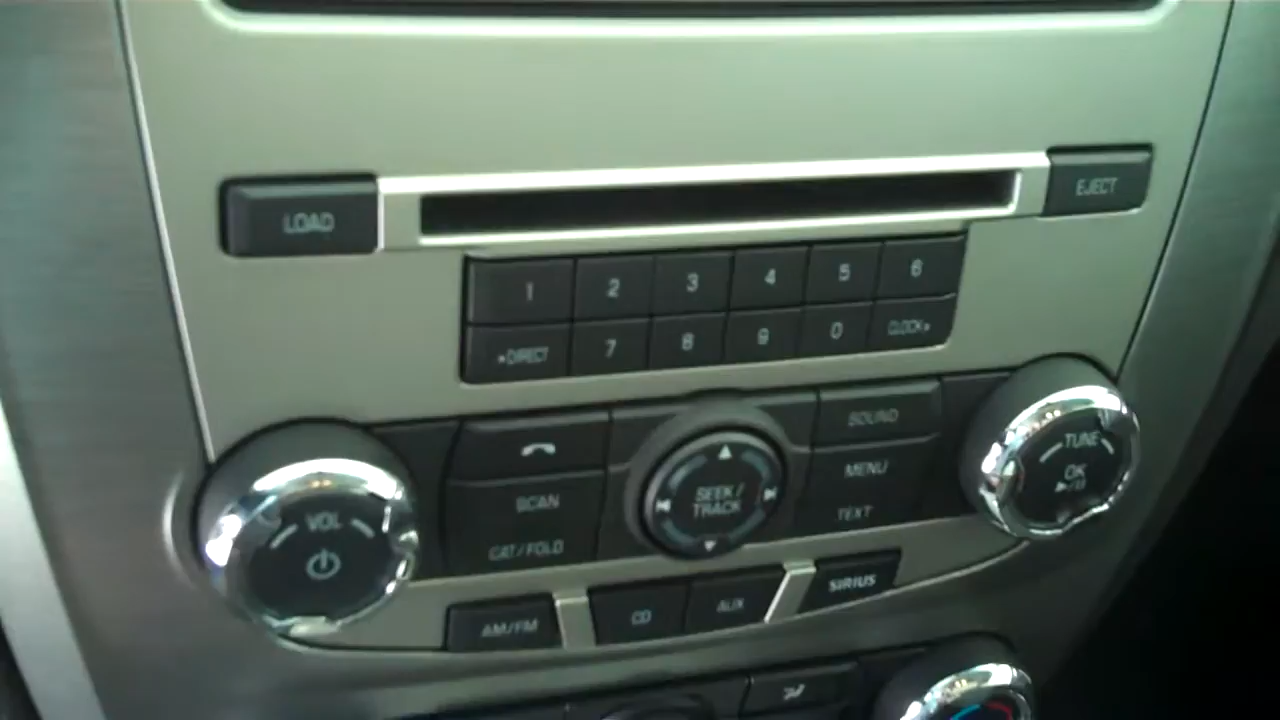 LOAD
EJECT
1 2 3 4 5 6
DIRECT 7 8 9 0 CLOCK
SOUND
SCAN
SEEK/
TRACK
MENU
CAT/FOLD
TEXT
VOL
TUNE
OK
AM/FM
CD
AUX
SIRIUS